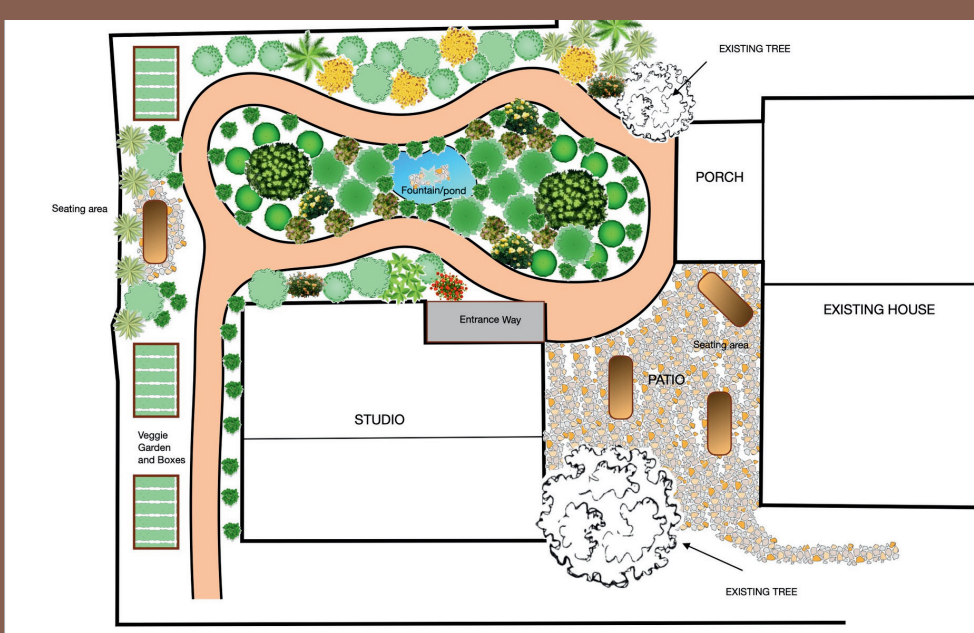 EXISTING TREE
PORCH
Fountain/pond
Seating area
EXISTING HOUSE
Entrance Way
Seating area
PATIO
STUDIO
Veggie
Garden
and Boxes
EXISTING TREE